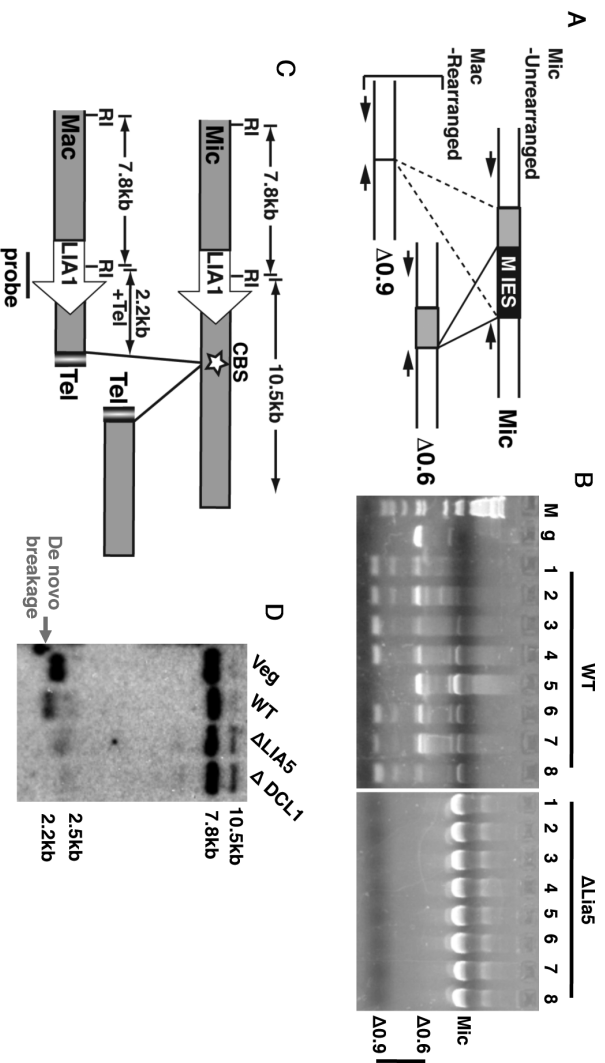 A
Mic
-Unrearranged
M IES
Mic
Mac
-Rearranged
Δ0.9
Δ0.6
B
WT
ΔLia5
M g 1 2 3 4 5 6 7 8
1 2 3 4 5 6 7 8
Mic
Δ0.6
Δ0.9
C
7.8kb
10.5kb
RI
RI
Mic
LIA1
CBS
7.8kb
2.2kb
+Tel
RI
RI
Mac
LIA1
Tel
Tel
probe
D
Veg
WT
ΔLIA5
Δ DCL1
10.5kb
7.8kb
2.5kb
2.2kb
De novo
breakage